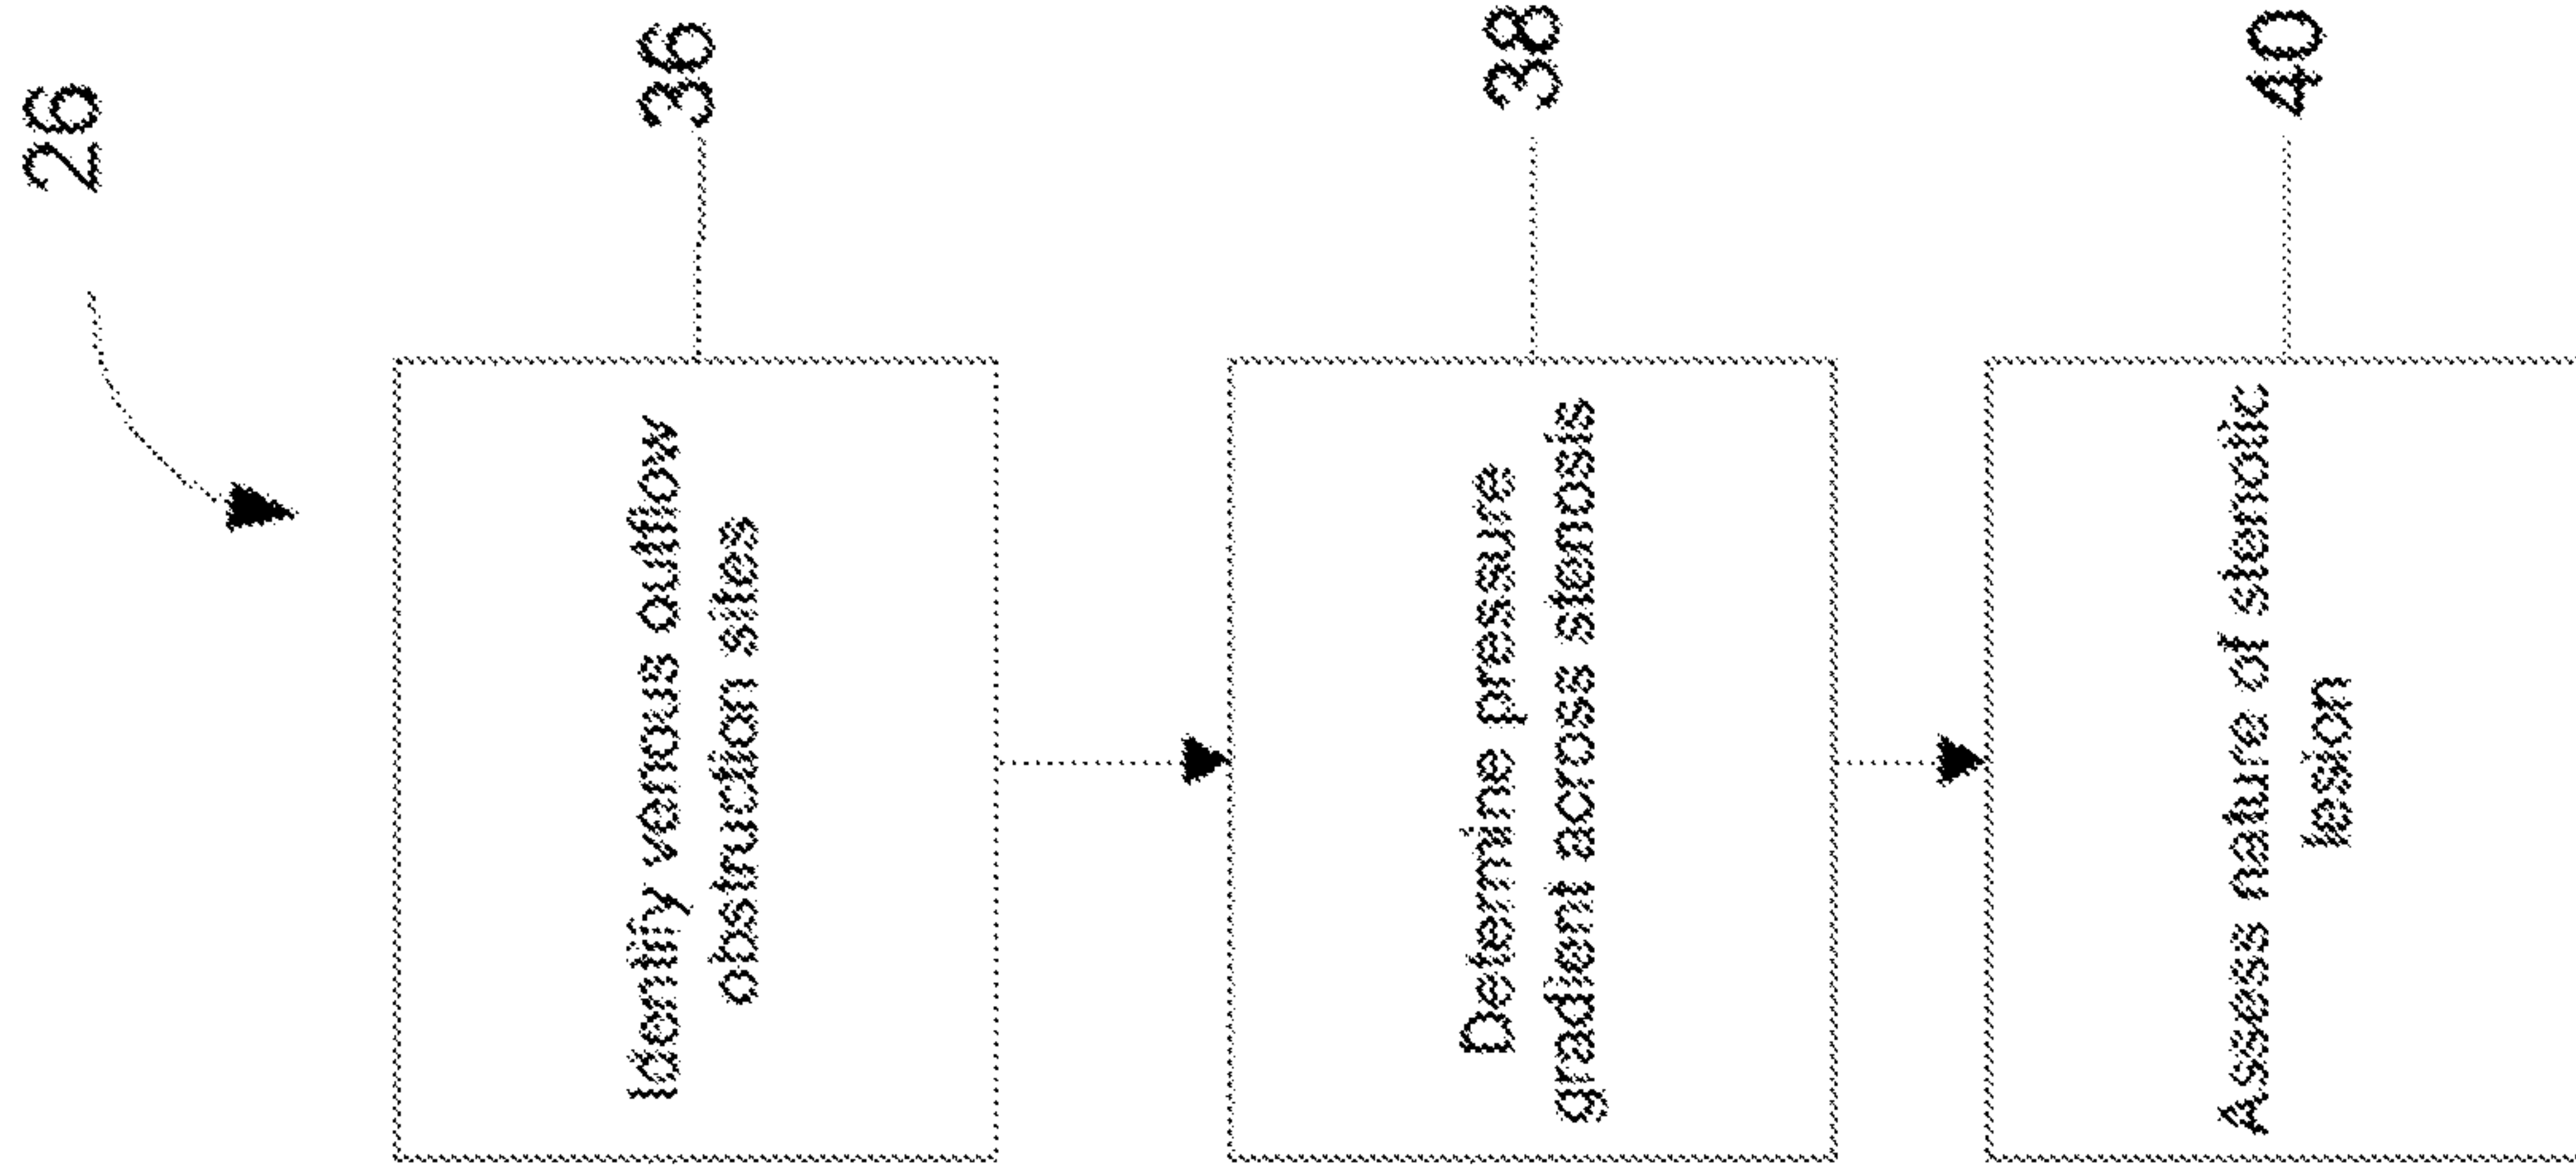 26
Identify venous outflow
obstruction sites
36
Determine pressure
gradient across stenosis
38
Assess nature of stenotic
lesion
40